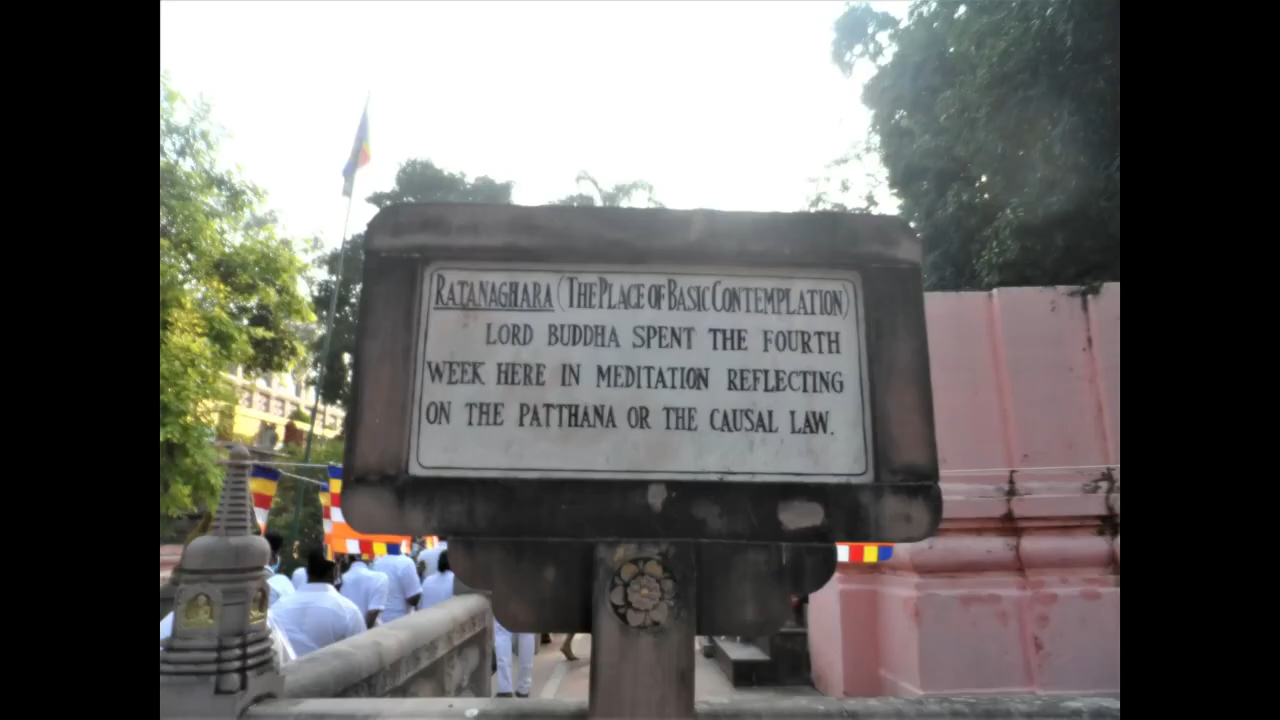 RATANAGHARA (THE PLACE OF BASIC CONTEMPLATION)
LORD BUDDHA SPENT THE FOURTH
WEEK HERE IN MEDITATION REFLECTING
ON THE PATTHANA OR THE CAUSAL LAW.